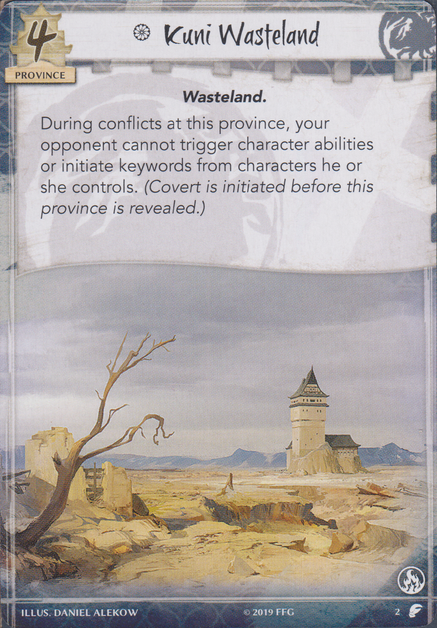 4
PROVINCE
Kuni Wasteland
Wasteland.
During conflicts at this province, your
opponent cannot trigger character abilities
or initiate keywords from characters he or
she controls. (Covert is initiated before this
province is revealed.)
ILLUS. DANIEL ALEKOW
© 2019 FFG
2